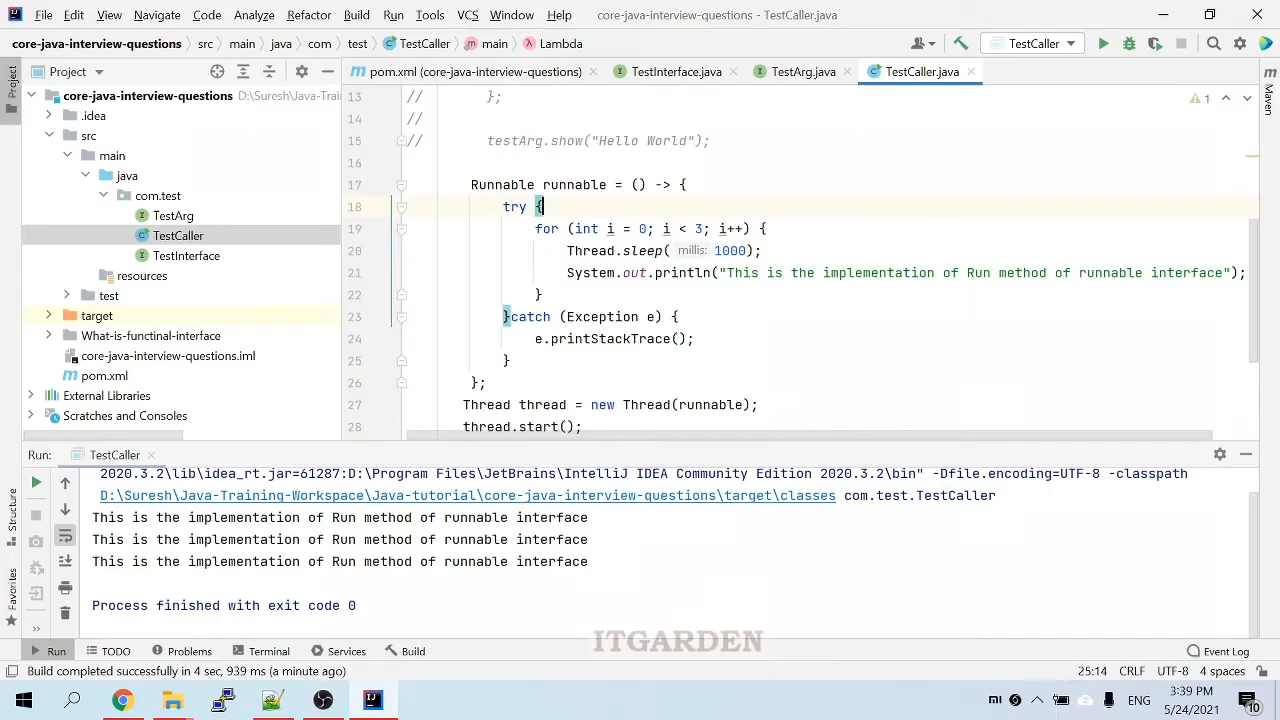 File Edit View Navigate Code Analyze Refactor Build Run Tools VCS Window Help core-java-interview-questions - TestCaller.java
core-java-interview-questions src main java com test TestCaller main Lambda TestCaller
Project
Project
pom.xml (core-java-interview-questions) TestInterface.java TestArg.java TestCaller.java
Maven
core-java-interview-questions D:\Suresh\Java-Trai
.idea
src
main
java
com.test
TestArg
TestCaller
TestInterface
resources
test
target
What-is-functinal-interface
core-java-interview-questions.iml
pom.xml
External Libraries
Scratches and Consoles
1
13 // };
14 //
15 // testArg.show("Hello World");
16
17 Runnable runnable = () -> {
18 try {
19 for (int i = 0; i < 3; i++) {
20 Thread.sleep( millis: 1000);
21 System.out.println("This is the implementation of Run method of runnable interface");
22 }
23 }catch (Exception e) {
24 e.printStackTrace();
25 }
26 };
27 Thread thread = new Thread(runnable);
28 thread.start();
Run: TestCaller
Structure
Favorites
2020.3.2\lib\idea_rt.jar=61287:D:\Program Files\JetBrains\IntelliJ IDEA Community Edition 2020.3.2\bin" -Dfile.encoding=UTF-8 -classpath
D:\Suresh\Java-Training-Workspace\Java-tutorial\core-java-interview-questions\target\classes com.test.TestCaller
This is the implementation of Run method of runnable interface
This is the implementation of Run method of runnable interface
This is the implementation of Run method of runnable interface
Process finished with exit code 0
ITGARDEN
Run TODO Problems Terminal Services Build Event Log
Build completed successfully in 4 sec, 939 ms (a minute ago) 25:14 CRLF UTF-8 4 spaces
ENG 3:39 PM
5/24/2021 10